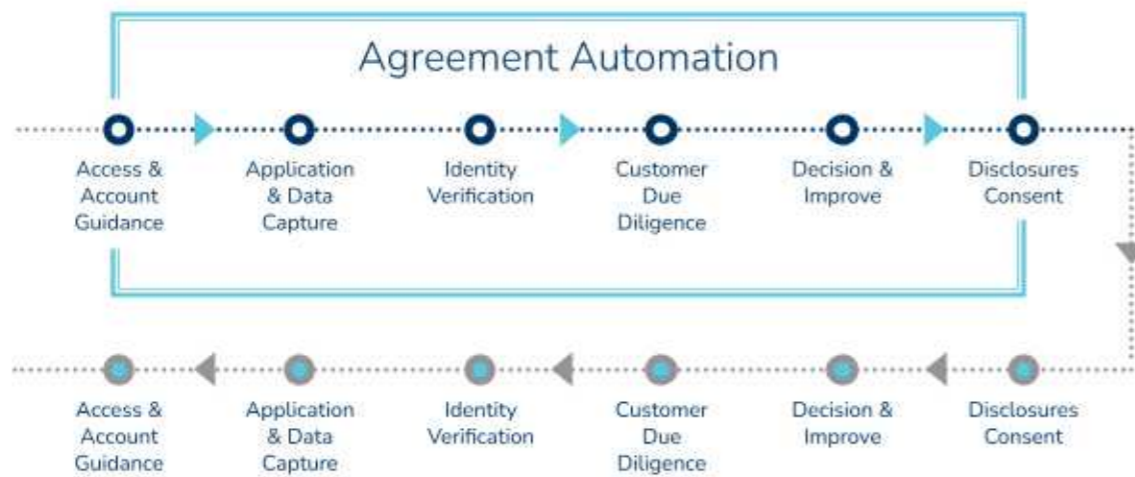 Agreement Automation
Access &
Account
Guidance
Application
& Data
Capture
Identity
Verification
Customer
Due
Diligence
Decision &
Improve
Disclosures
Consent
Access &
Account
Guidance
Application
& Data
Capture
Identity
Verification
Customer
Due
Diligence
Decision &
Improve
Disclosures
Consent